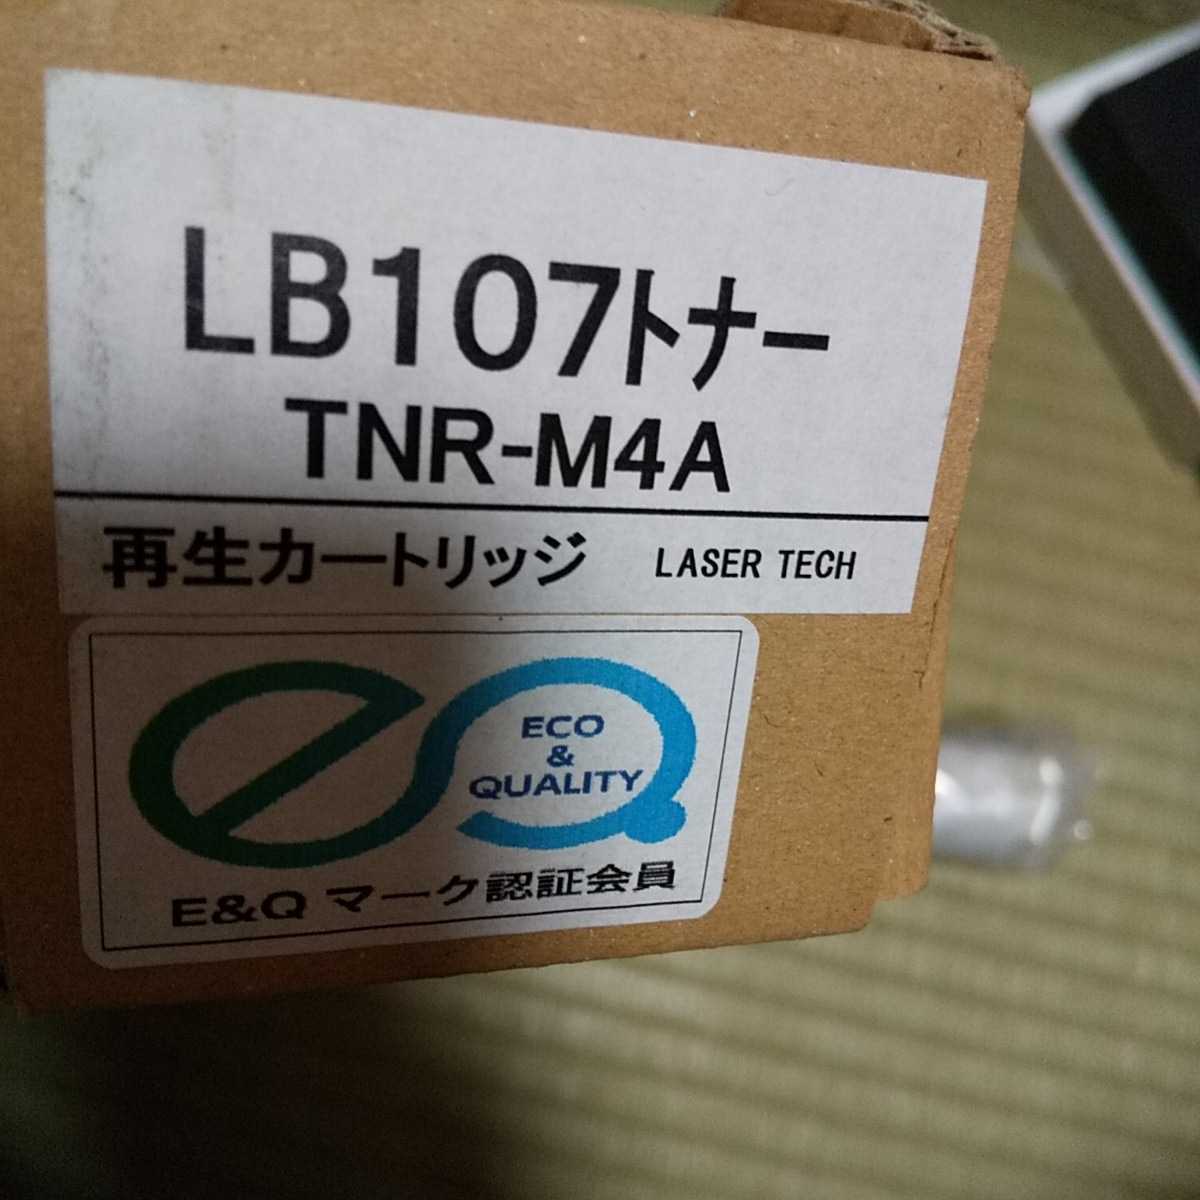 LB107トナー
TNR-M4A
再生カートリッジ LASER TECH
ECO
&
QUALITY
E&Q マーク認証会員